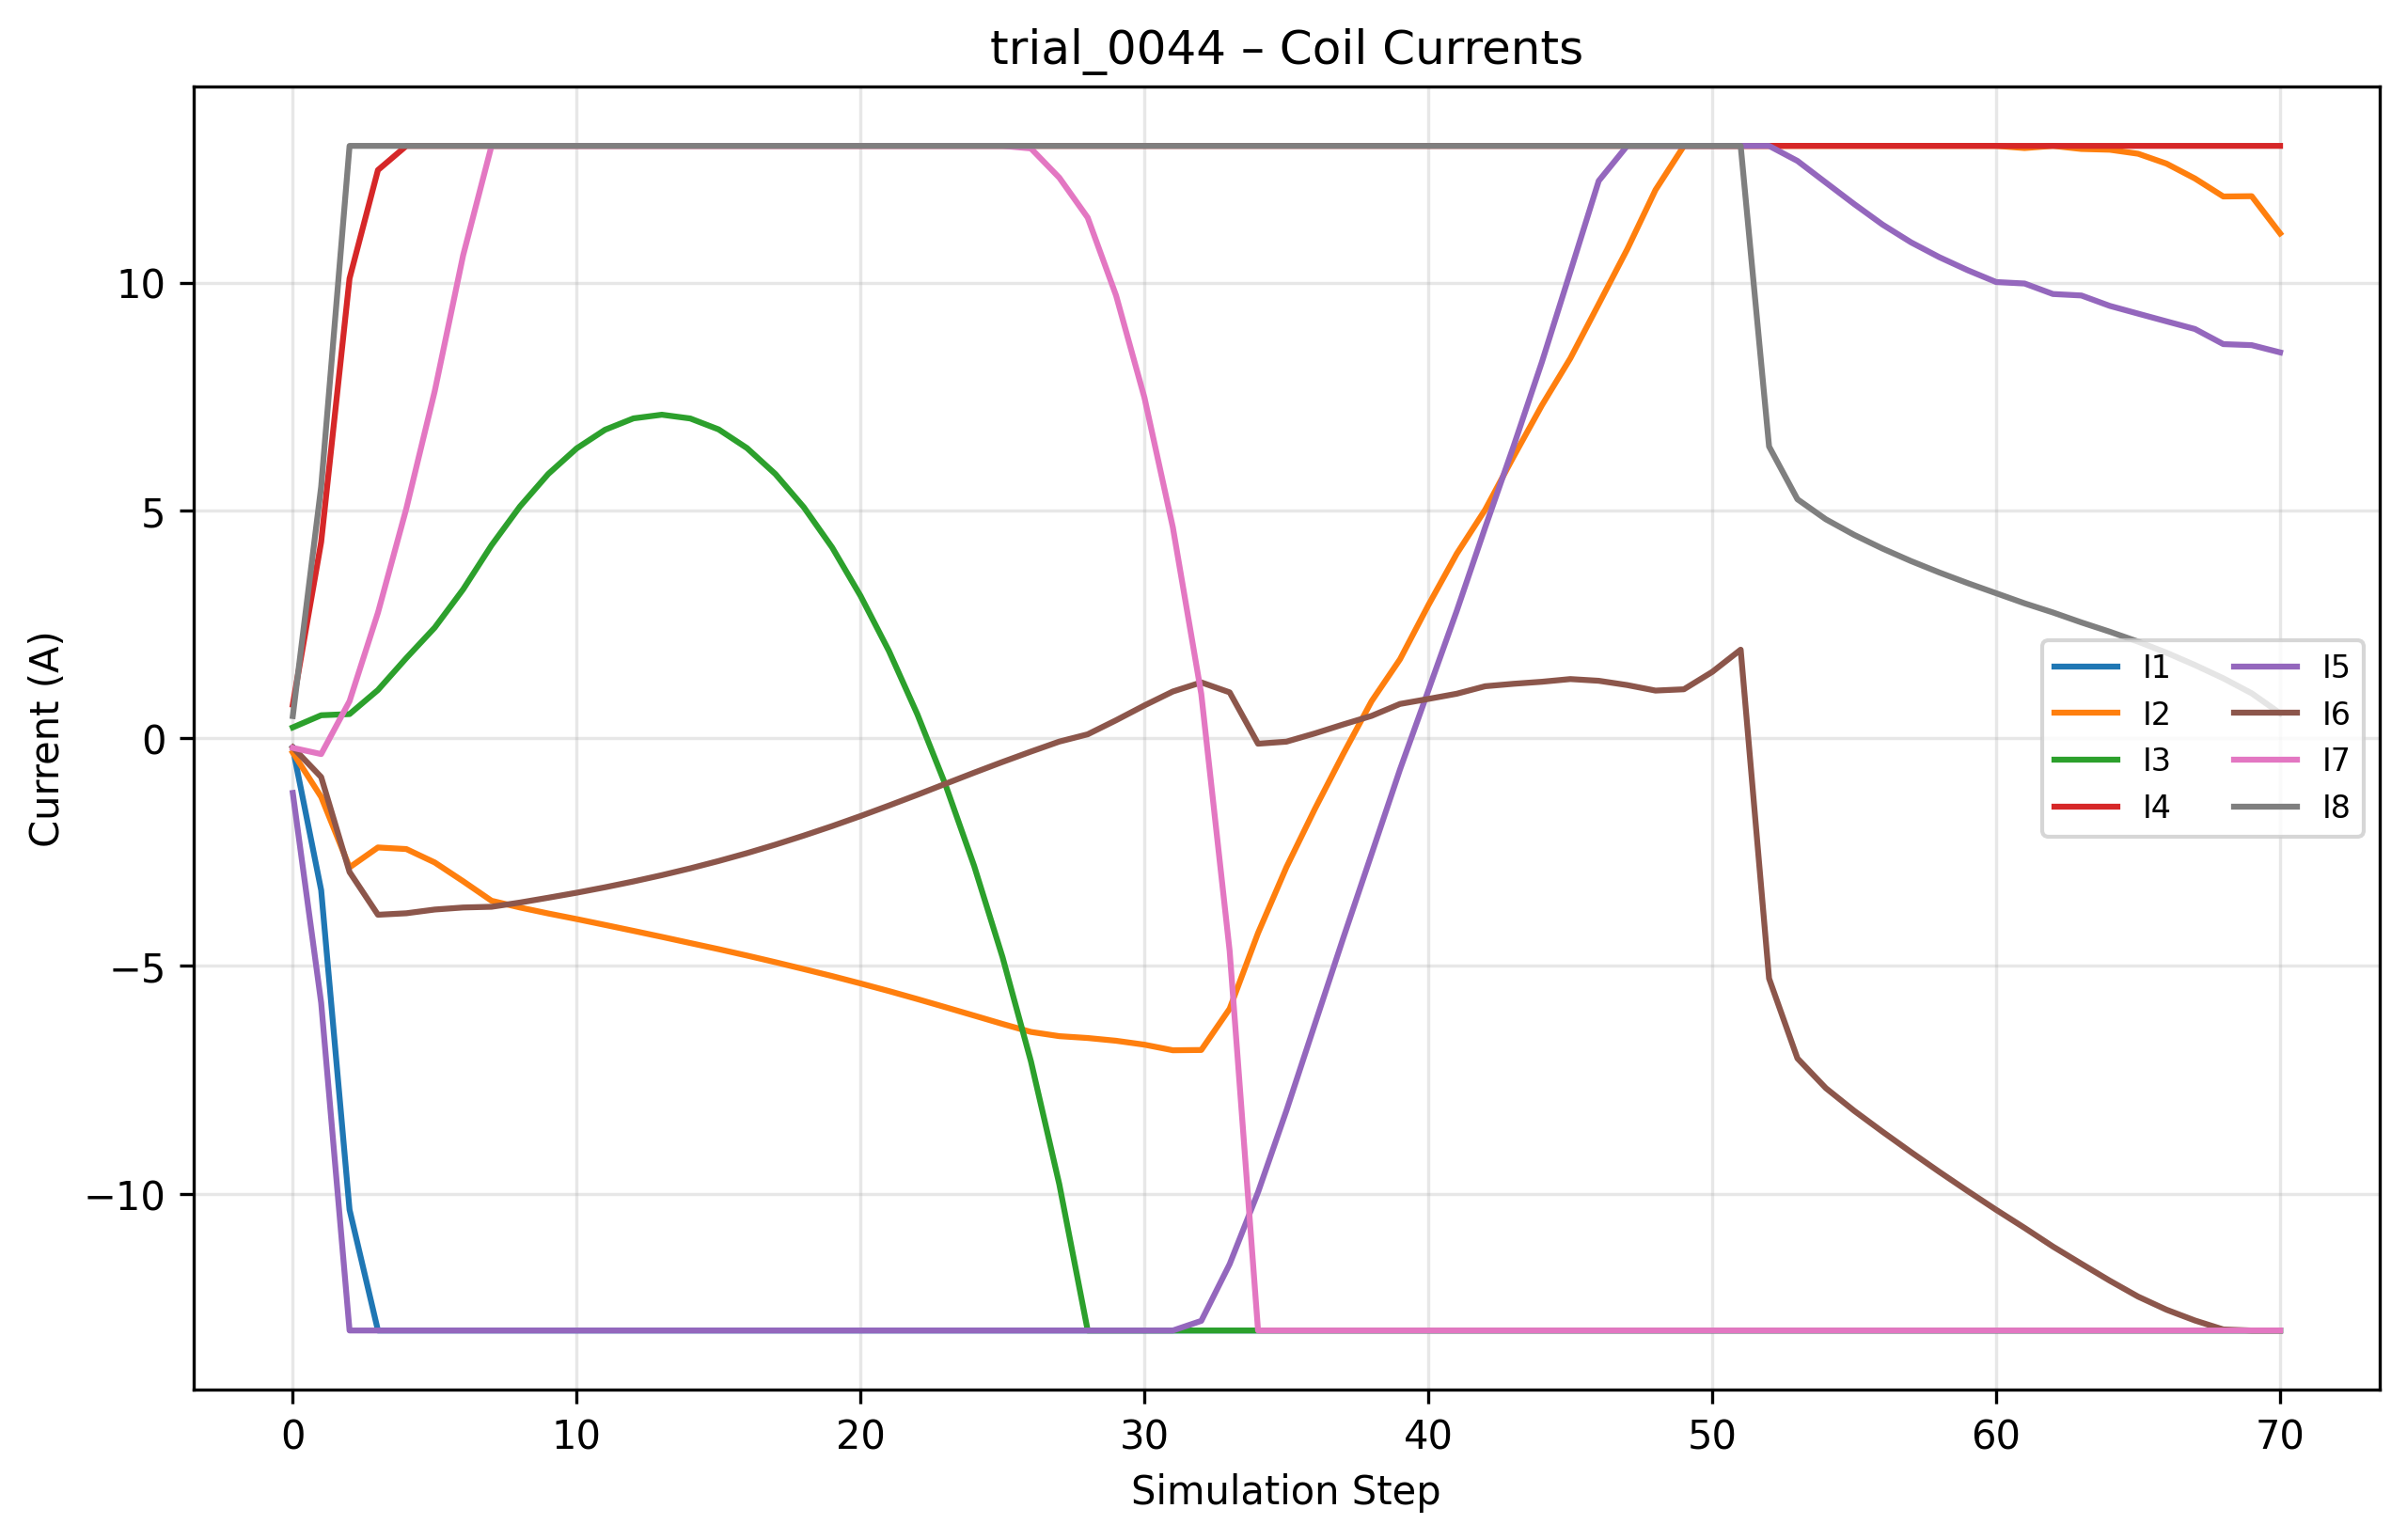 trial_0044 – Coil Currents
Current (A)
10
5
0
−5
−10
I1
I2
I3
I4
I5
I6
I7
I8
0 10 20 30 40 50 60 70
Simulation Step